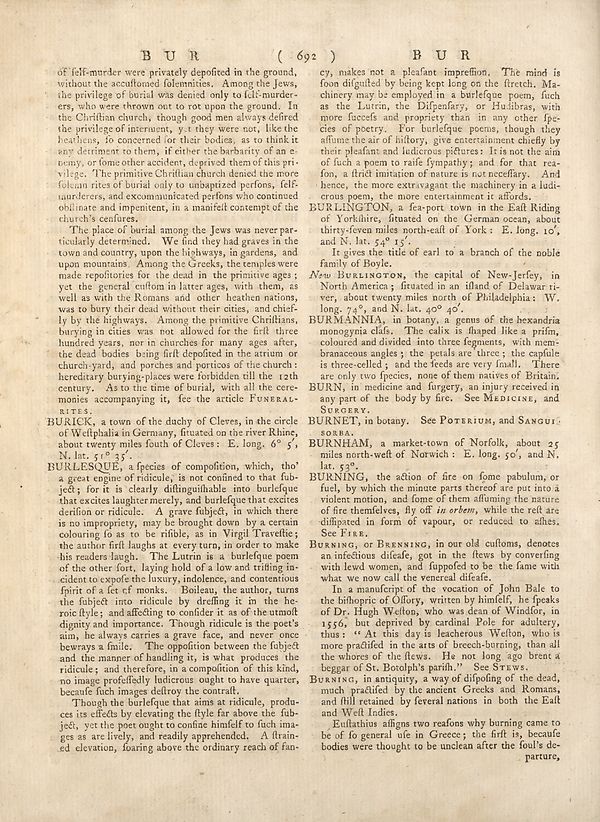 B U R ( 692 ) B U R
of ſelf-murder were privately depoſited in the ground,
without the accuſtomed ſolemnities. Among the Jews,
the privilege of burial was denied only to ſelf-murder-
ers, who were thrown out to rot upon the ground. In
the Chriſtian church, though good men always deſired
the privilege of interment, yet they were not, like the
heathens, ſo concerned for their bodies, as to think it
any detriment to them, if either the barbarity of an e-
nemy, or ſome other accident, deprived them of this pri-
vilege. The primitive Chriſtian church denied the more
ſolemn rites of burial only to unbaptized perſons, ſelf-
murderers, and excommunicated perſons who continued
obſtinate and impenitent, in a manifeſt contempt of the
church's cenſures.
The place of burial among the Jews was never par-
ticularly determined. We find they had graves in the
town and country, upon the highways, in gardens, and
upon mountains. Among the Greeks, the temples were
made repoſitories for the dead in the primitive ages;
yet the general cuſtom in latter ages, with them, as
well as with the Romans and other heathen nations,
was to bury their dead without their cities, and chief-
ly by the highways. Among the primitive Chriſtians,
burying in cities was not allowed for the firſt three
hundred years, nor in churches for many ages after,
the dead bodies being firſt depoſited in the atrium or
church-yard, and porches and porticos of the church:
hereditary burying-places were forbidden till the 12th
century. As to the time of burial, with all the cere-
monies accompanying it, ſee the article FUNERAL-
RITES.
BURICK, a town of the duchy of Cleves, in the circle
of Weſtphalia in Germany, ſituated on the river Rhine,
about twenty miles ſouth of Cleves: E. long. 6° 5′,
N. lat. 51° 35′.
BURLESQUE, a ſpecies of compoſition, which, tho'
a great engine of ridicule, is not confined to that ſub-
ject; for it is clearly diſtinguiſhable into burleſque
that excites laughter merely, and burleſque that excites
deriſion or ridicule. A grave ſubject, in which there
is no impropriety, may be brought down by a certain
colouring ſo as to be riſible, as in Virgil Traveſtie;
the author firſt laughs at every turn, in order to make
his readers laugh. The Lutrin is a burleſque poem
of the other ſort, laying hold of a low and trifling in-
cident to expoſe the luxury, indolence, and contentious
ſpirit of a ſet of monks. Boileau, the author, turns
the ſubject into ridicule by dreſſing it in the he-
roic ſtyle; and affecting to conſider it as of the utmoſt
dignity and importance. Though ridicule is the poet's
aim, he always carries a grave face, and never once
bewrays a ſmile. The oppoſition between the ſubject
and the manner of handling it, is what produces the
ridicule; and therefore, in a compoſition of this kind,
no image profeſſedly ludicrous ought to have quarter,
becauſe ſuch images deſtroy the contraſt.
Though the burleſque that aims at ridicule, produ-
ces its effects by elevating the ſtyle far above the ſub-
ject, yet the poet ought to confine himſelf to ſuch ima-
ges as are lively, and readily apprehended. A ſtrain-
ed elevation, ſoaring above the ordinary reach of fan-
cy, makes not a pleaſant impreſſion. The mind is
ſoon diſguſted by being kept long on the ſtretch. Ma-
chinery may be employed in a burleſque poem, ſuch
as the Lutrin, the Diſpenſary, or Hudibras, with
more ſucceſs and propriety than in any other ſpe-
cies of poetry. For burleſque poems, though they
aſſume the air of hiſtory, give entertainment chiefly by
their pleaſant and ludicrous pictures: It is not the aim
of ſuch a poem to raiſe ſympathy; and for that rea-
ſon, a ſtrict imitation of nature is not neceſſary. And
hence, the more extravagant the machinery in a ludi-
crous poem, the more entertainment it affords.
BURLINGTON, a ſea-port town in the Eaſt Riding
of Yorkſhire, ſituated on the German ocean, about
thirty-ſeven miles north-eaſt of York: E. long. 10′,
and N. lat. 54° 15′.
It gives the title of earl to a branch of the noble
family of Boyle.
New BURLINGTON, the capital of New-Jerſey, in
North America; ſituated in an iſland of Delawar ri-
ver, about twenty miles north of Philadelphia: W.
long. 74°, and N. lat. 40° 40′.
BURMANNIA, in botany, a genus of the hexandria
monogynia claſs. The calix is ſhaped like a priſm,
coloured and divided into three ſegments, with mem-
branaceous angles; the petals are three; the capſule
is three-celled; and the ſeeds are very ſmall. There
are only two ſpecies, none of them natives of Britain.
BURN, in medicine and ſurgery, an injury received in
any part of the body by fire. See MEDICINE, and
SURGERY.
BURNET, in botany. See POTERIUM, and SANGUI-
SORBA.
BURNHAM, a market-town of Norfolk, about 25
miles north-weſt of Norwich: E. long. 50′, and N.
lat. 53°.
BURNING, the action of fire on ſome pabulum, or
fuel, by which the minute parts thereof are put into a
violent motion, and ſome of them aſſuming the nature
of fire themſelves, fly off in orbem, while the reſt are
diſſipated in form of vapour, or reduced to aſhes.
See FIRE.
BURNING, or BRENNING, in our old cuſtoms, denotes
an infectious diſeaſe, got in the ſtews by converſing
with lewd women, and ſuppoſed to be the ſame with
what we now call the venereal diſeaſe.
In a manuſcript of the vocation of John Bale to
the biſhopric of Oſſory, written by himſelf, he ſpeaks
of Dr. Hugh Weſton, who was dean of Windſor, in
1556, but deprived by cardinal Pole for adultery,
thus: “ At this day is leacherous Weſton, who is
more practiſed in the arts of breech-burning, than all
the whores of the ſtews. He not long ago brent a
beggar of St. Botolph's pariſh.” See STEWS.
BURNING, in antiquity, a way of diſpoſing of the dead,
much practiſed by the ancient Greeks and Romans,
and ſtill retained by ſeveral nations in both the Eaſt
and Weſt Indies.
Euſtathius aſſigns two reaſons why burning came to
be of ſo general uſe in Greece; the firſt is, becauſe
bodies were thought to be unclean after the ſoul's de-
parture,